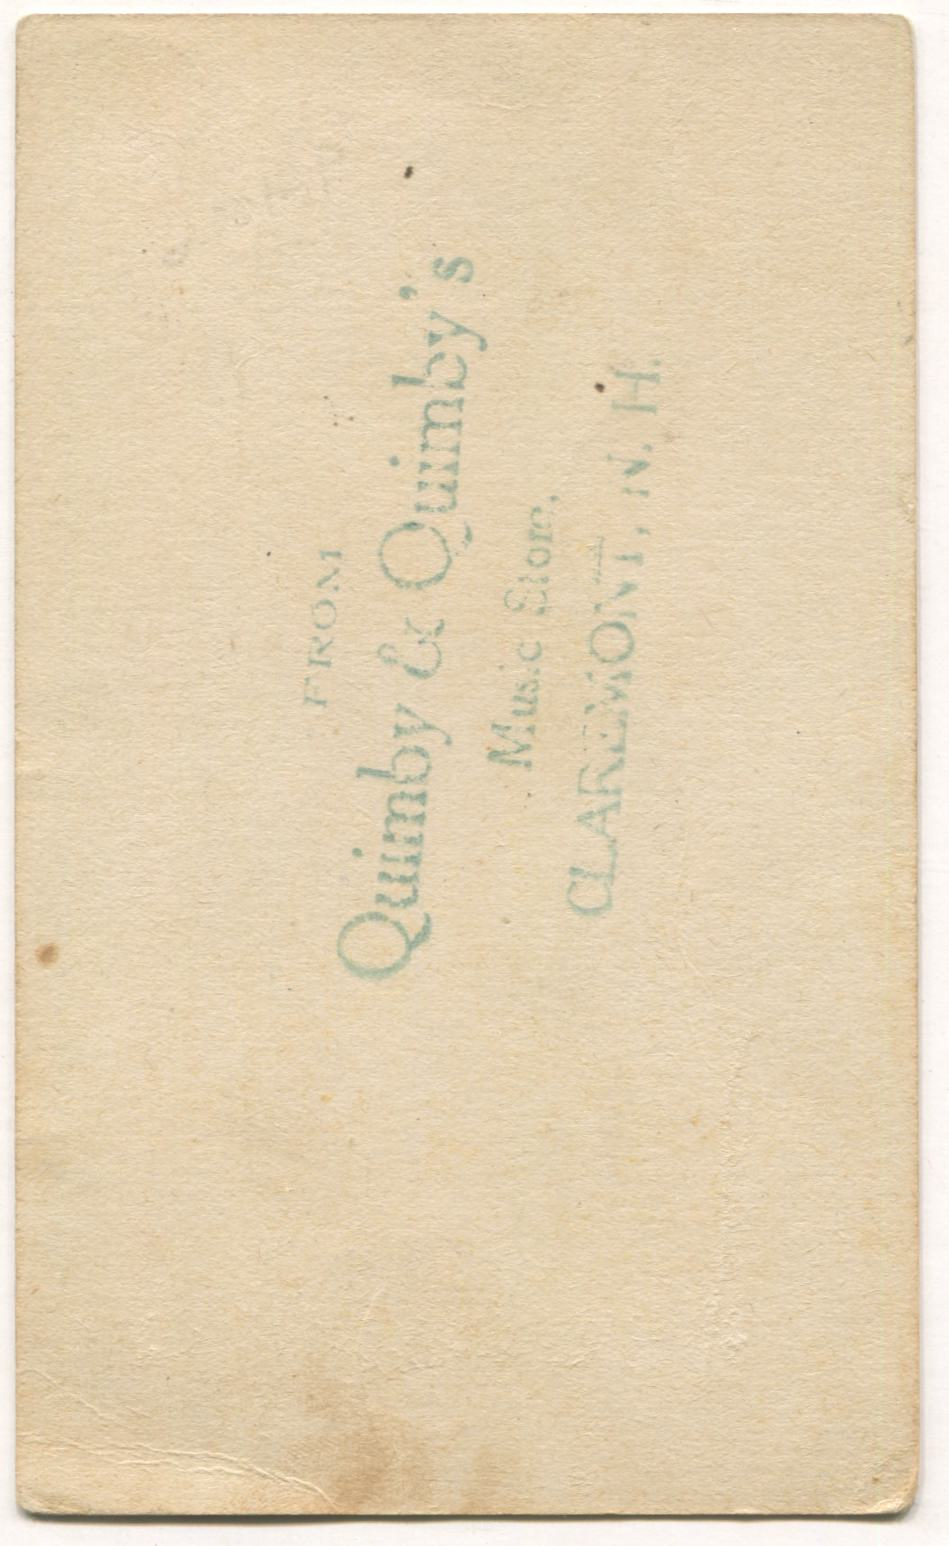 FROM
Quimby & Quimby's
Music Store,
CLAREMONT, N. H.